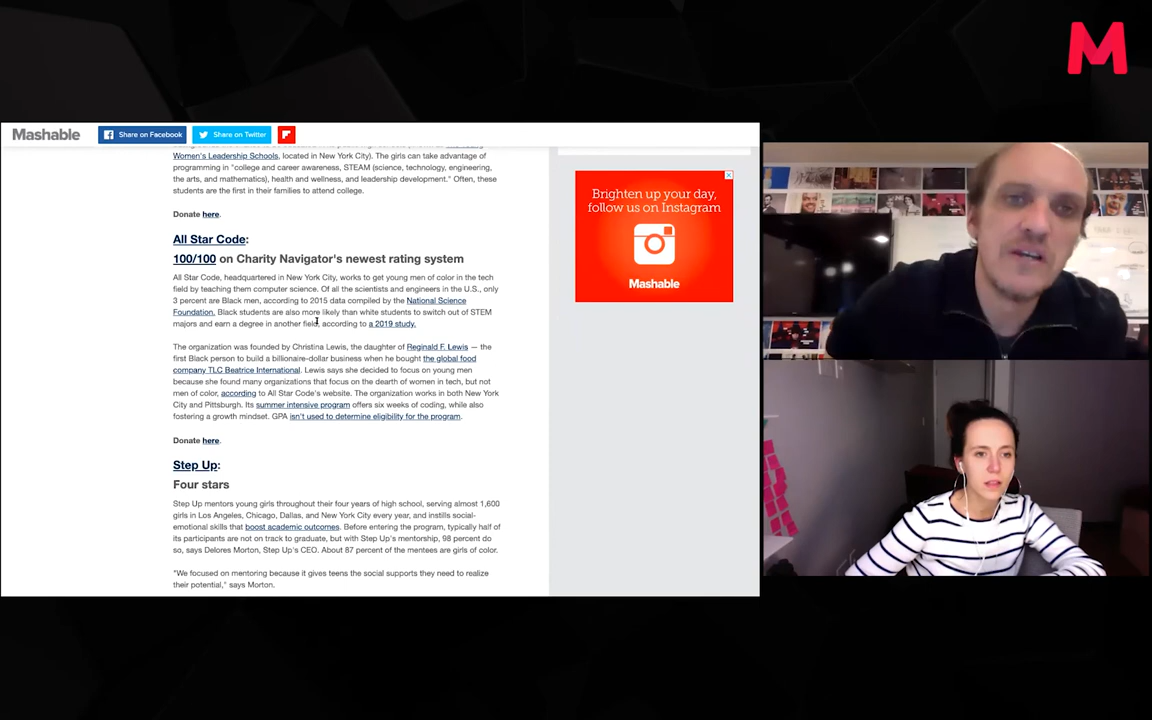 M
Mashable
Share on Facebook
Share on Twitter
Women's Leadership Schools, located in New York City). The girls can take advantage of
programming in "college and career awareness, STEAM (science, technology, engineering,
the arts, and mathematics), health and wellness, and leadership development." Often, these
students are the first in their families to attend college.
Donate here.
All Star Code:
100/100 on Charity Navigator's newest rating system
All Star Code, headquartered in New York City, works to get young men of color in the tech
field by teaching them computer science. Of all the scientists and engineers in the U.S., only
3 percent are Black men, according to 2015 data compiled by the National Science
Foundation. Black students are also more likely than white students to switch out of STEM
majors and earn a degree in another field, according to a 2019 study.
The organization was founded by Christina Lewis, the daughter of Reginald F. Lewis — the
first Black person to build a billionaire-dollar business when he bought the global food
company TLC Beatrice International. Lewis says she decided to focus on young men
because she found many organizations that focus on the dearth of women in tech, but not
men of color, according to All Star Code's website. The organization works in both New York
City and Pittsburgh. Its summer intensive program offers six weeks of coding, while also
fostering a growth mindset. GPA isn't used to determine eligibility for the program.
Donate here.
Step Up:
Four stars
Step Up mentors young girls throughout their four years of high school, serving almost 1,600
girls in Los Angeles, Chicago, Dallas, and New York City every year, and instills social-
emotional skills that boost academic outcomes. Before entering the program, typically half of
its participants are not on track to graduate, but with Step Up's mentorship, 98 percent do
so, says Delores Morton, Step Up's CEO. About 87 percent of the mentees are girls of color.
"We focused on mentoring because it gives teens the social supports they need to realize
their potential," says Morton.
Brighten up your day,
follow us on Instagram
Mashable